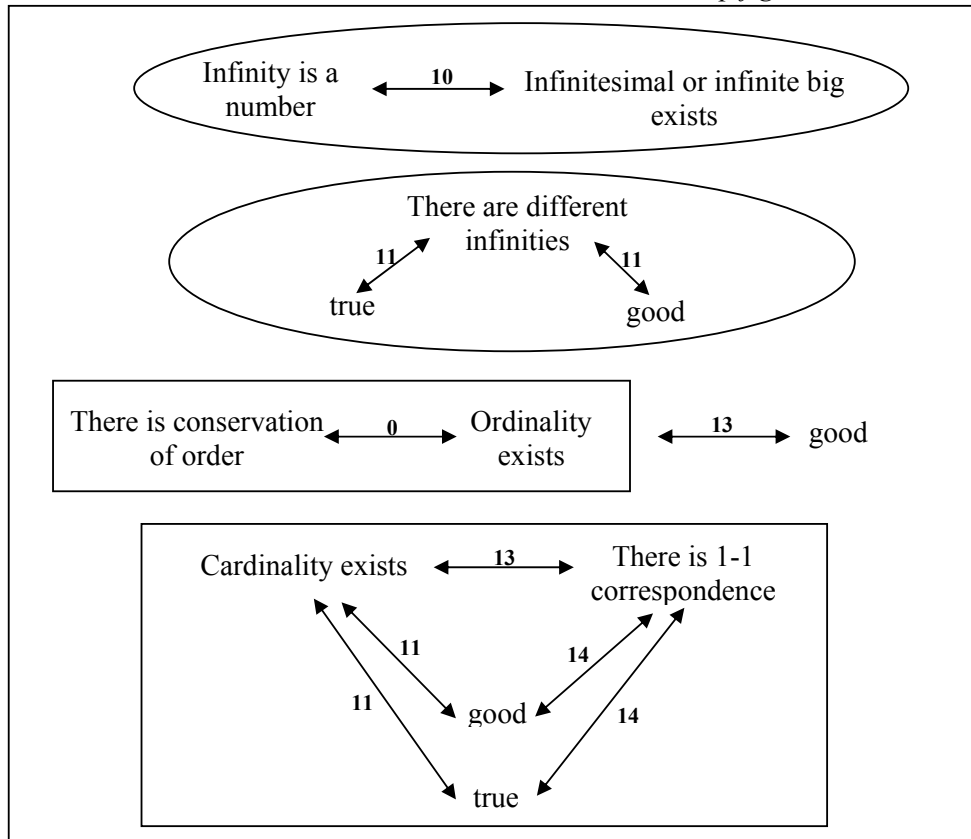 Infinity is a
number
10
Infinitesimal or infinite big
exists
There are different
infinities
11
11
true
good
There is conservation
of order
0
Ordinality
exists
13
good
Cardinality exists
13
There is 1-1
correspondence
11
14
11
14
good
true